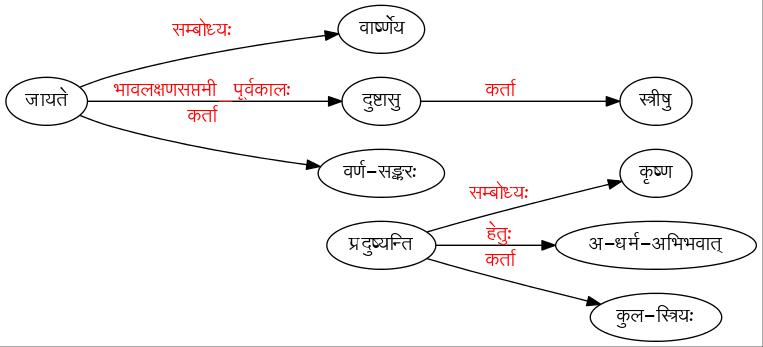 सम्बोध्यः
वार्ष्णेय
जायते
भावलक्षणसप्तमी_पूर्वकालः
दुष्टासु
कर्ता
स्त्रीषु
कर्ता
वर्ण-सङ्करः
सम्बोध्यः
कृष्ण
प्रदुष्यन्ति
हेतुः
अ-धर्म-अभिभवात्
कर्ता
कुल-स्त्रियः